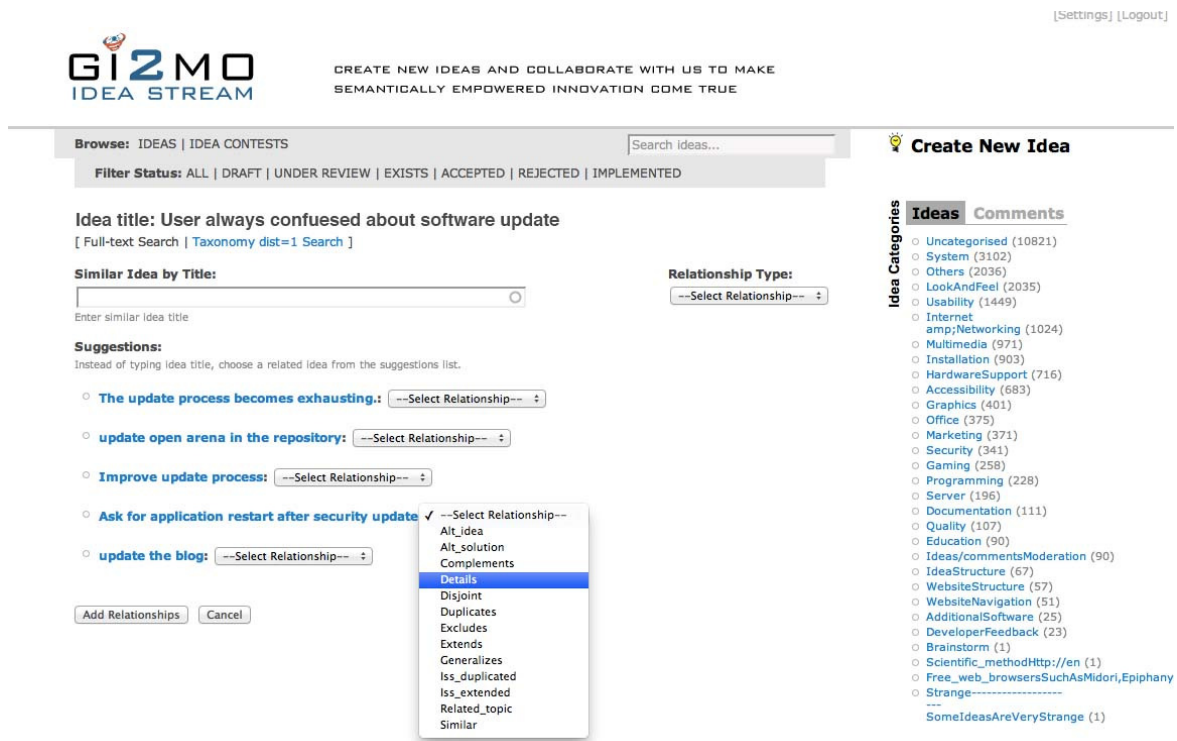 [Settings] [Logout]
GI2MO
IDEA STREAM
CREATE NEW IDEAS AND COLLABORATE WITH US TO MAKE
SEMANTICALLY EMPOWERED INNOVATION COME TRUE
Browse: IDEAS | IDEA CONTESTS
Search ideas...
Filter Status: ALL | DRAFT | UNDER REVIEW | EXISTS | ACCEPTED | REJECTED | IMPLEMENTED
Idea title: User always confuesed about software update
[ Full-text Search | Taxonomy dist=1 Search ]
Similar Idea by Title:
Relationship Type:
--Select Relationship--
Enter similar idea title
Suggestions:
Instead of typing idea title, choose a related idea from the suggestions list.
The update process becomes exhausting.: --Select Relationship--
update open arena in the repository: --Select Relationship--
Improve update process: --Select Relationship--
Ask for application restart after security update
✓ --Select Relationship--
Alt_idea
Alt_solution
Complements
Details
Disjoint
Duplicates
Excludes
Extends
Generalizes
Iss_duplicated
Iss_extended
Related_topic
Similar
update the blog: --Select Relationship--
Add Relationships Cancel
Create New Idea
Idea Categories
Ideas Comments
Uncategorised (10821)
System (3102)
Others (2036)
LookAndFeel (2035)
Usability (1449)
Internet
amp;Networking (1024)
Multimedia (971)
Installation (903)
HardwareSupport (716)
Accessibility (683)
Graphics (401)
Office (375)
Marketing (371)
Security (341)
Gaming (258)
Programming (228)
Server (196)
Documentation (111)
Quality (107)
Education (90)
Ideas/commentsModeration (90)
IdeaStructure (67)
WebsiteStructure (57)
WebsiteNavigation (51)
AdditionalSoftware (25)
DeveloperFeedback (23)
Brainstorm (1)
Scientific_methodHttp://en (1)
Free_web_browsersSuchAsMidori,Epiphany
Strange------------------
---
SomeIdeasAreVeryStrange (1)